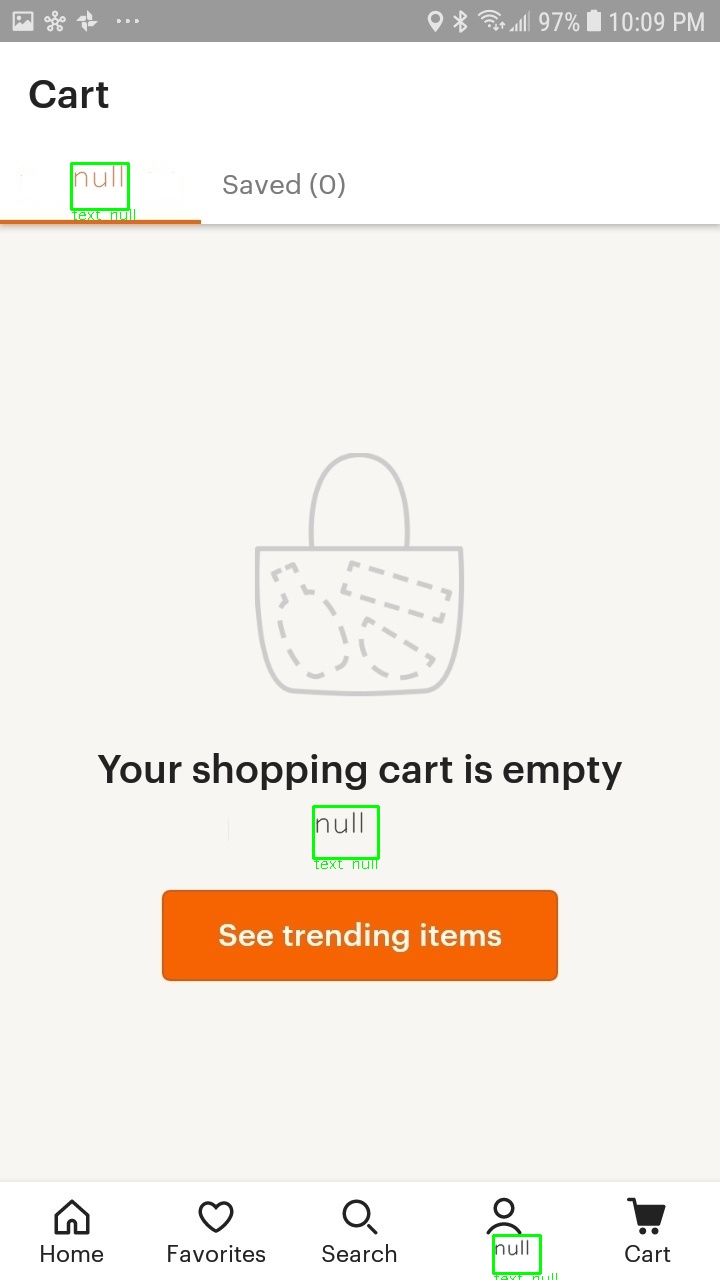 97% 10:09 PM
Cart
null
Saved (0)
text_null
Your shopping cart is empty
null
text_null
See trending items
Home
Favorites
Search
null
Cart
text_null